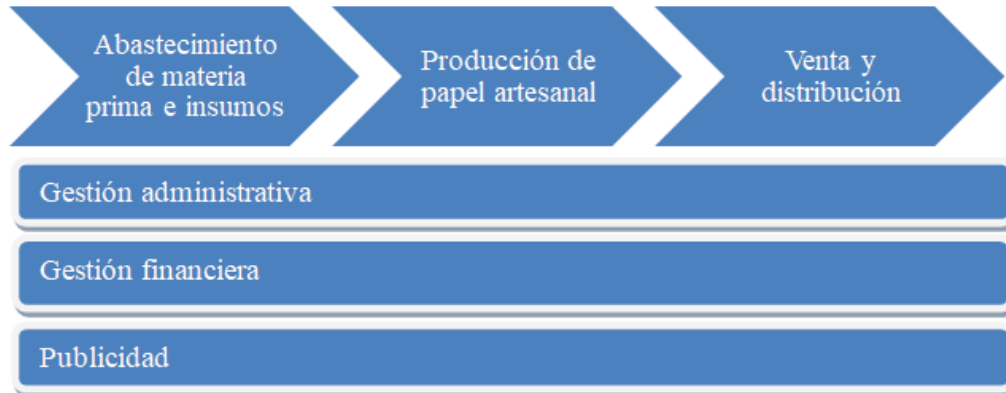 Abastecimiento
de materia
prima e insumos
Producción de
papel artesanal
Venta y
distribución
Gestión administrativa
Gestión financiera
Publicidad